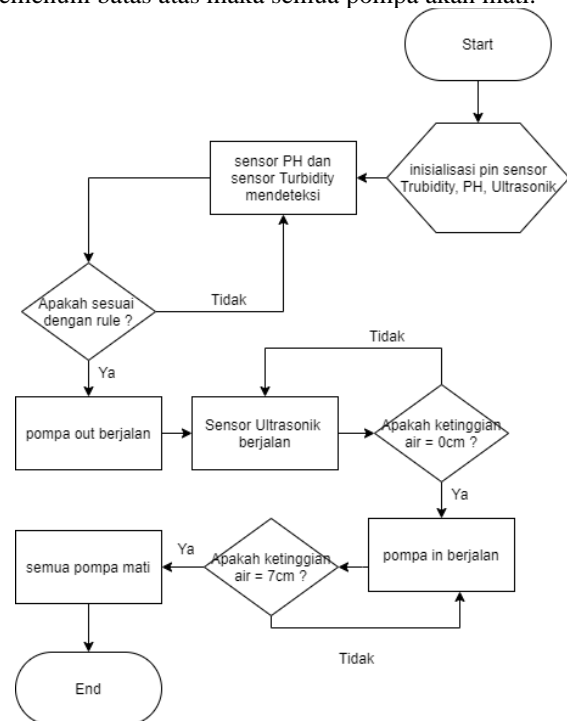 emenuhi batas atas maka semua pompa akan mati.
Start
inisialisasi pin sensor
Trubidity, PH, Ultrasonik
sensor PH dan
sensor Turbidity
mendeteksi
Apakah sesuai
dengan rule ?
Tidak
Ya
pompa out berjalan
Sensor Ultrasonik
berjalan
Tidak
Apakah ketinggian
air = 0cm ?
Ya
pompa in berjalan
Apakah ketinggian
air = 7cm ?
Tidak
Ya
semua pompa mati
End